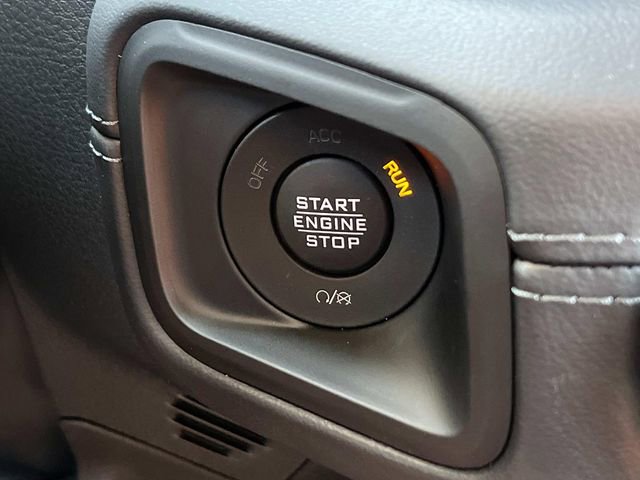 ACC
OFF
RUN
START
ENGINE
STOP